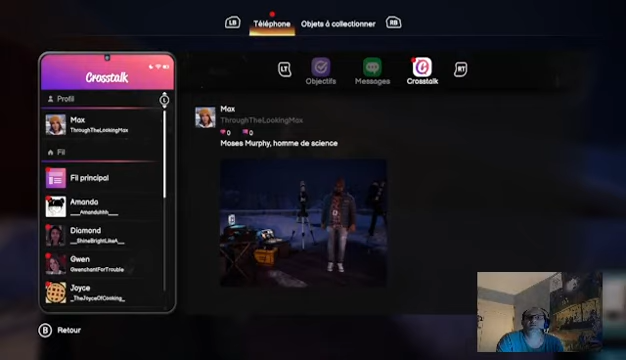 LB
Téléphone
Objets à collectionner
RB
Crosstalk
Profil
L
Max
ThroughTheLookingMax
Fil
Fil principal
Amanda
___Amanduhhh___
Diamond
__ShineBrightLikeA__
Gwen
GwenchantForTrouble
Joyce
_TheJoyceOfCooking_
LT
Objectifs
Messages
Crosstalk
RT
Max
ThroughTheLookingMax
0
0
Moses Murphy, homme de science
B
Retour